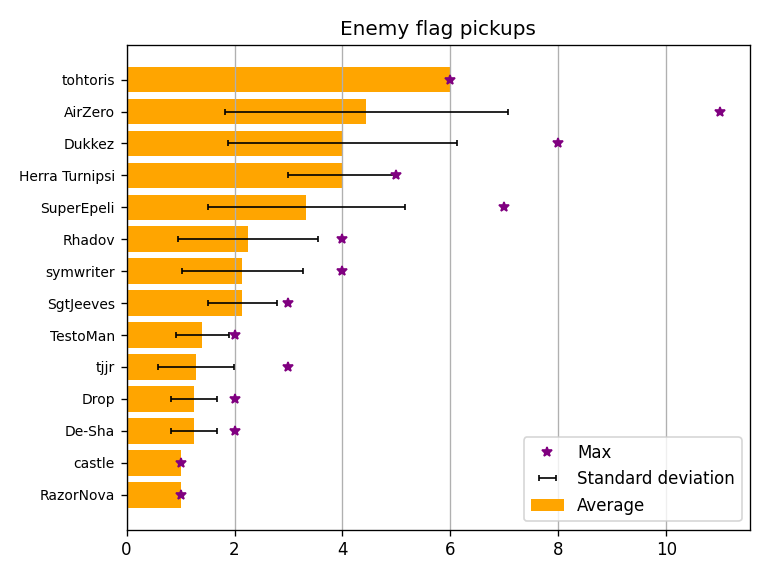 Enemy flag pickups
tohtoris
AirZero
Dukkez
Herra Turnipsi
SuperEpeli
Rhadov
symwriter
SgtJeeves
TestoMan
tjjr
Drop
De-Sha
castle
RazorNova
Max
Standard deviation
Average
0 2 4 6 8 10